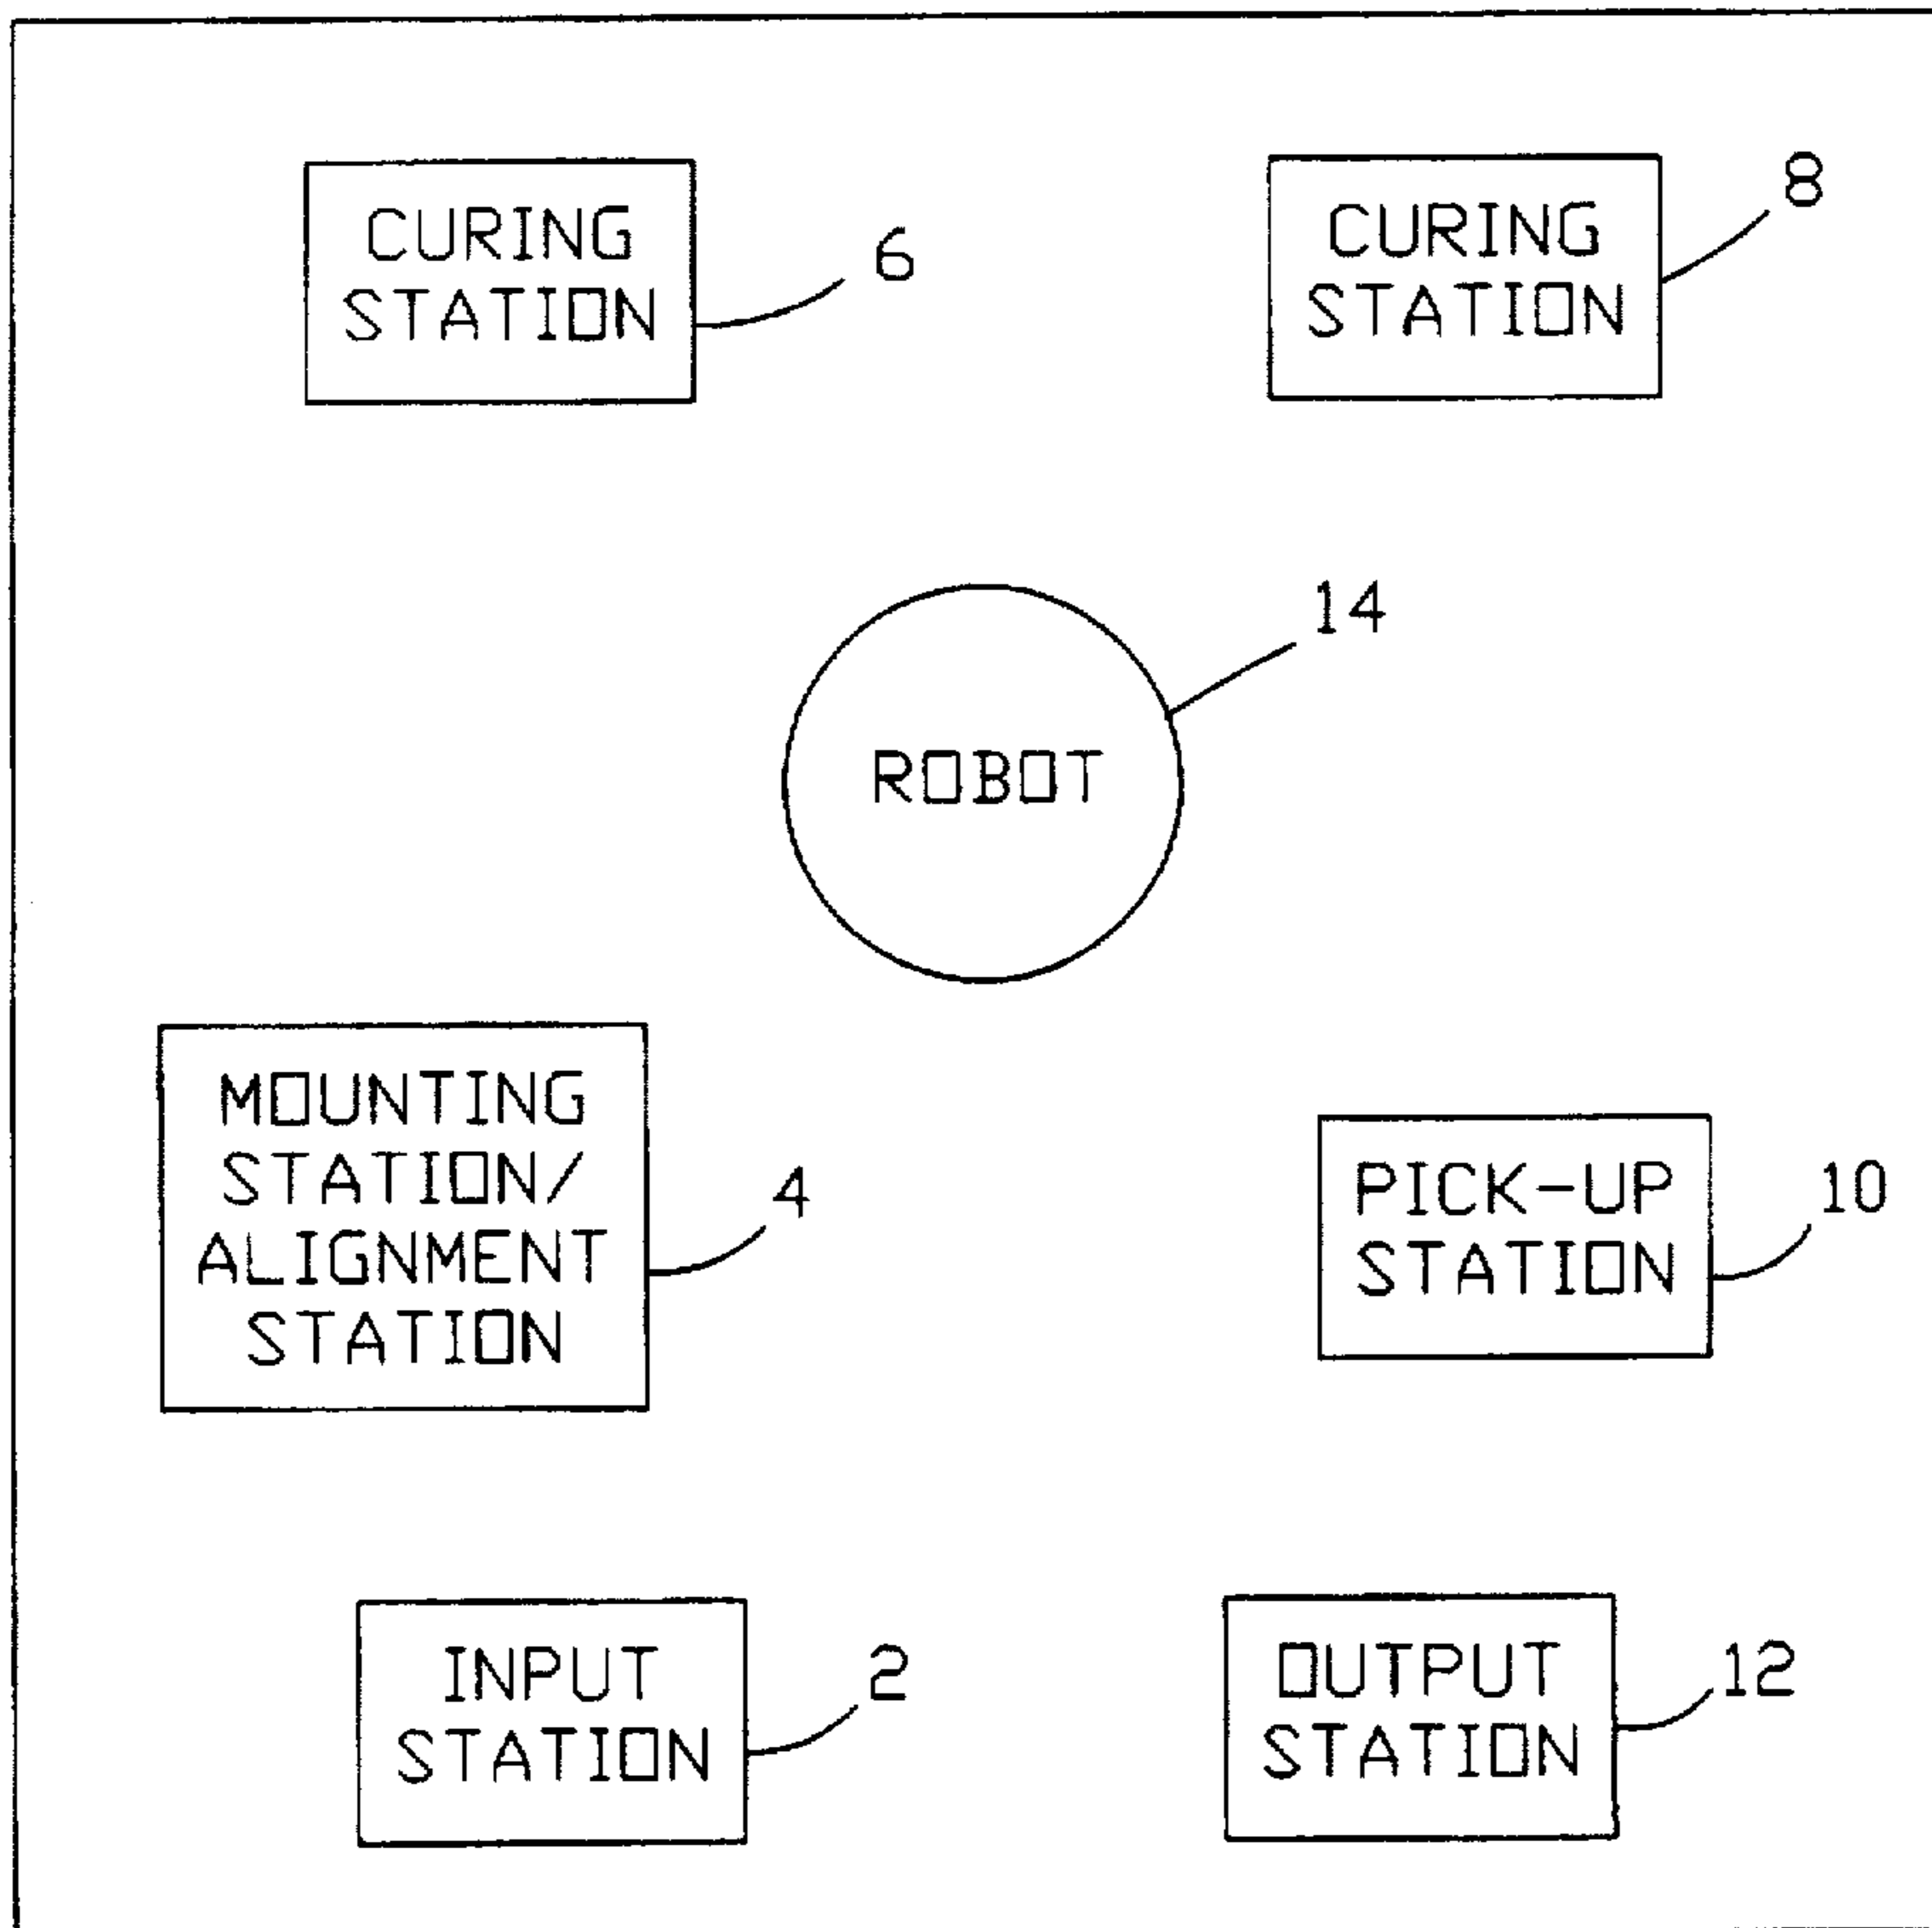 CURING
STATION
6
CURING
STATION
8
ROBOT
14
MOUNTING
STATION/
ALIGNMENT
STATION
4
PICK-UP
STATION
10
INPUT
STATION
2
OUTPUT
STATION
12